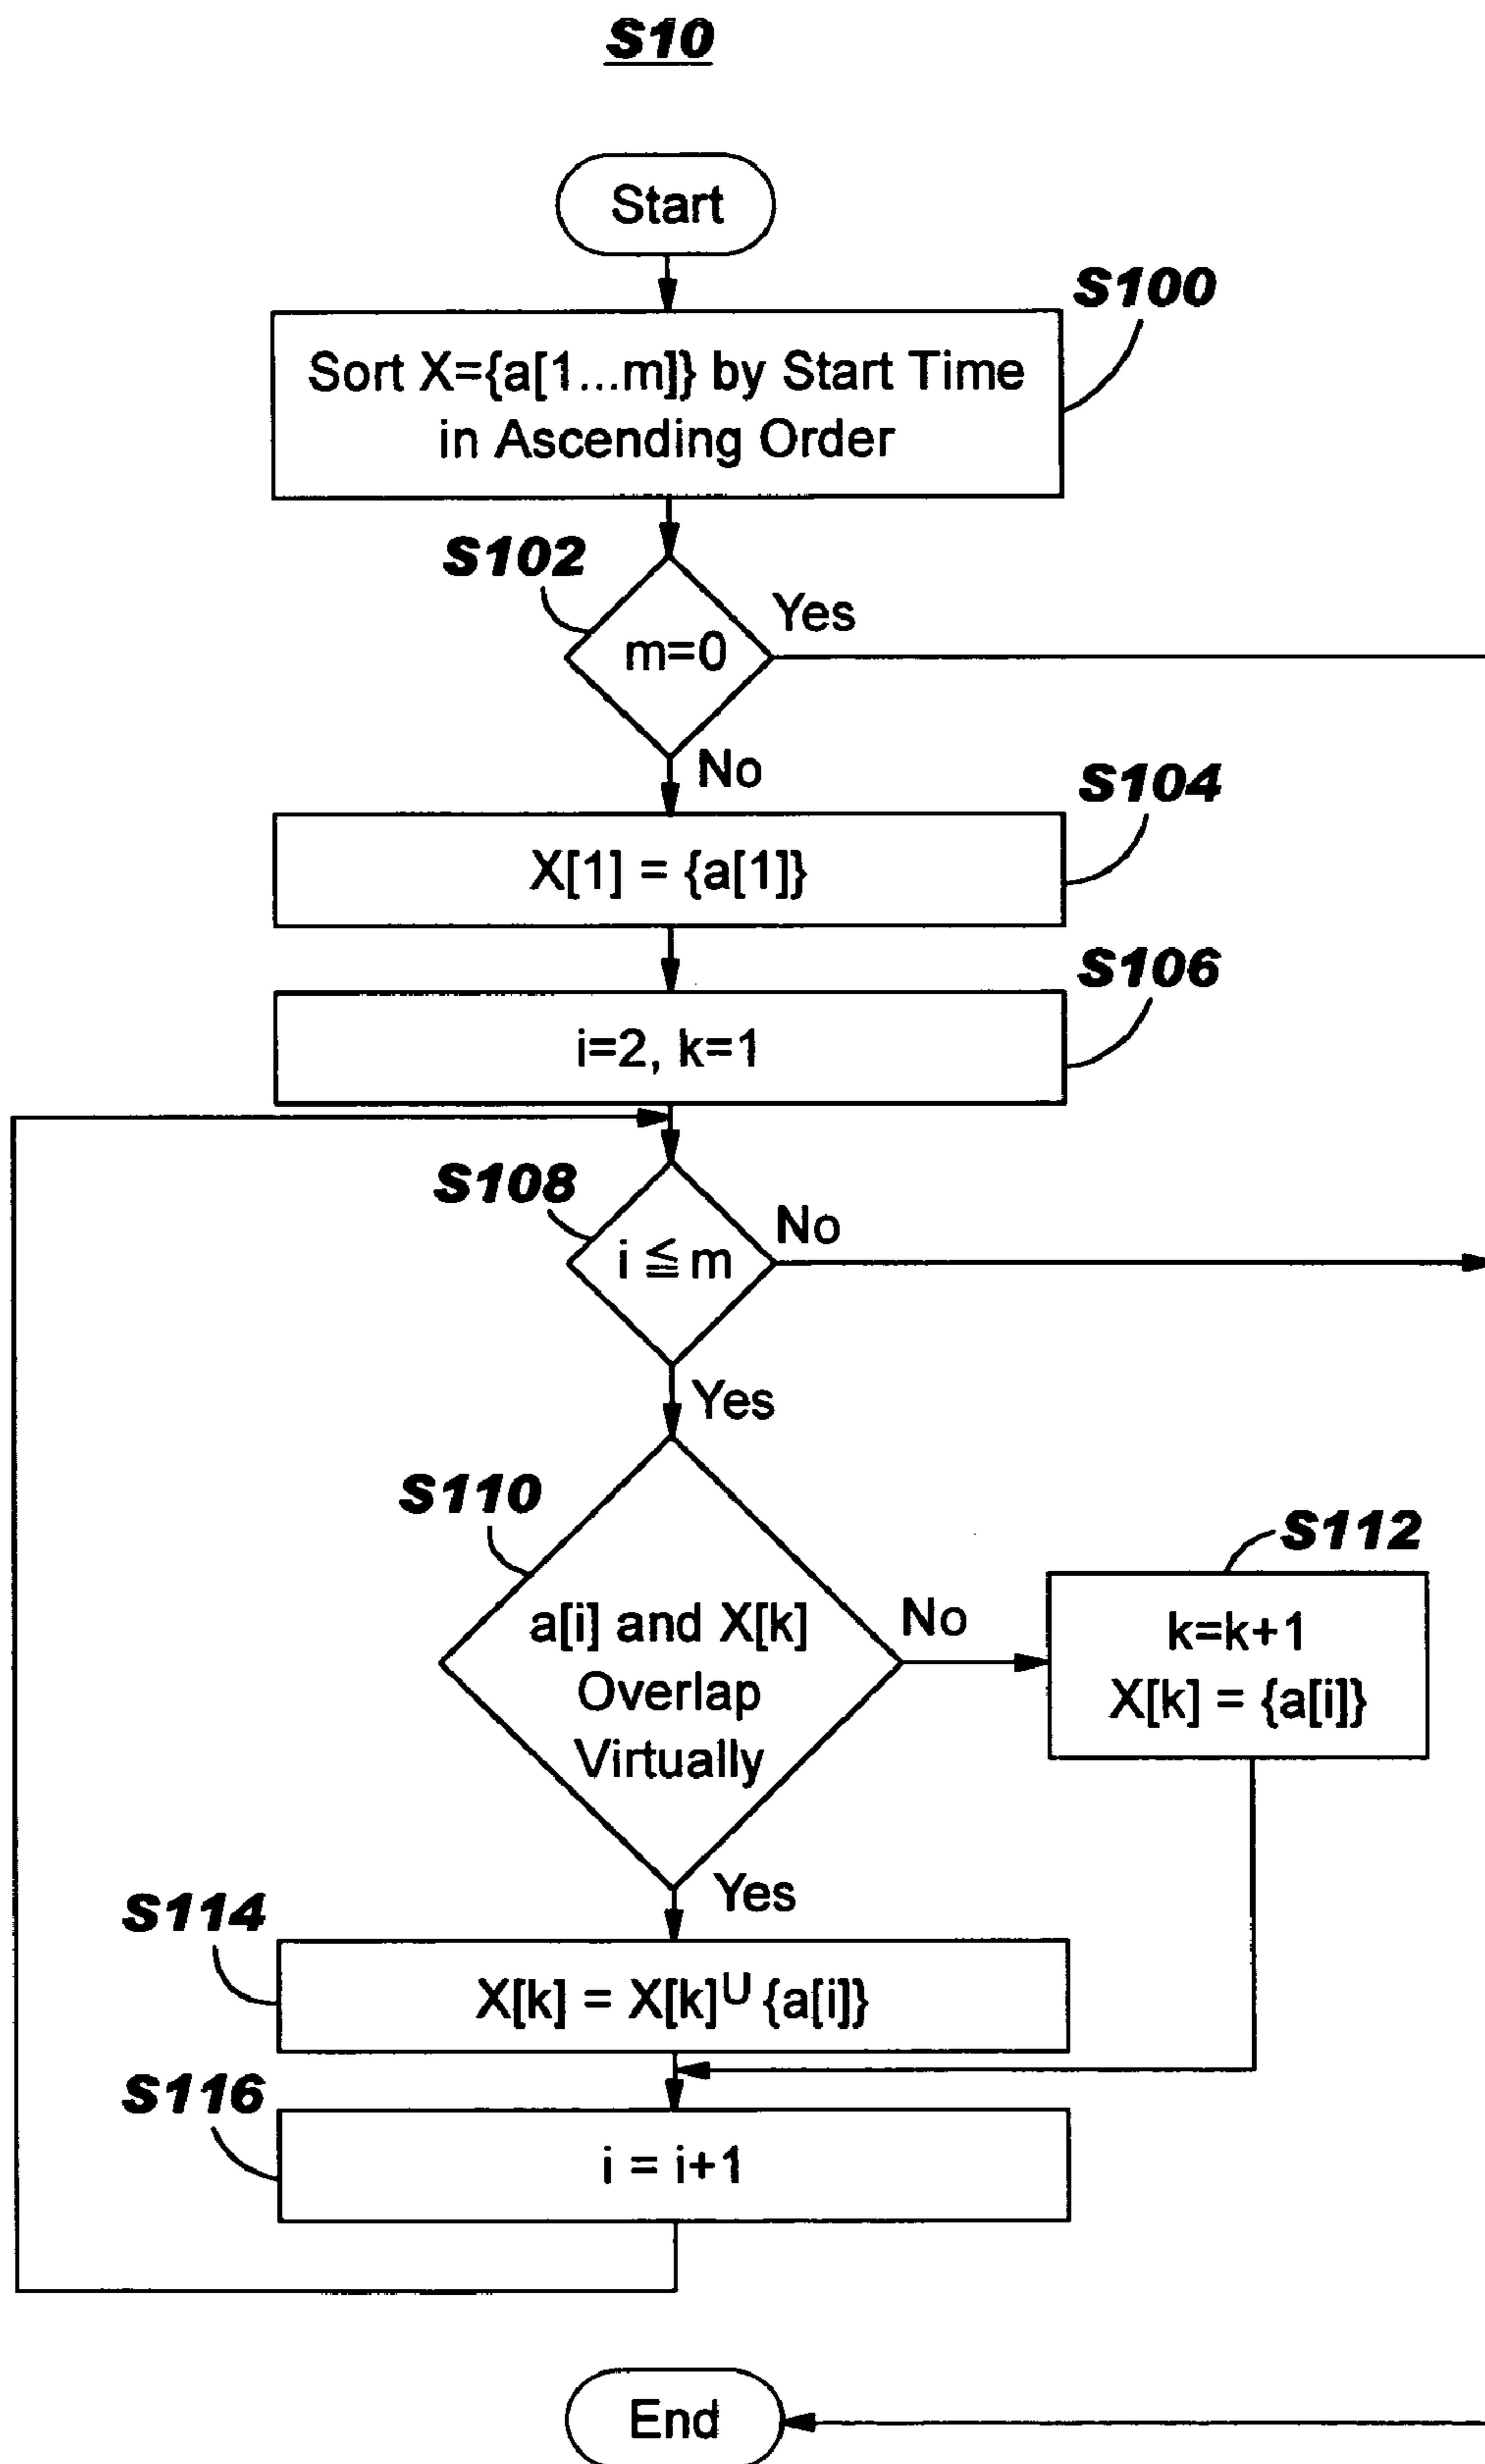 S10
Start
S100
Sort X={a[1...m]} by Start Time
in Ascending Order
S102
m=0
Yes
No
S104
X[1] = {a[1]}
S106
i=2, k=1
S108
i ≦ m
No
Yes
S110
a[i] and X[k]
Overlap
Virtually
No
S112
k=k+1
X[k] = {a[i]}
Yes
S114
X[k] = X[k]∪{a[i]}
S116
i = i+1
End